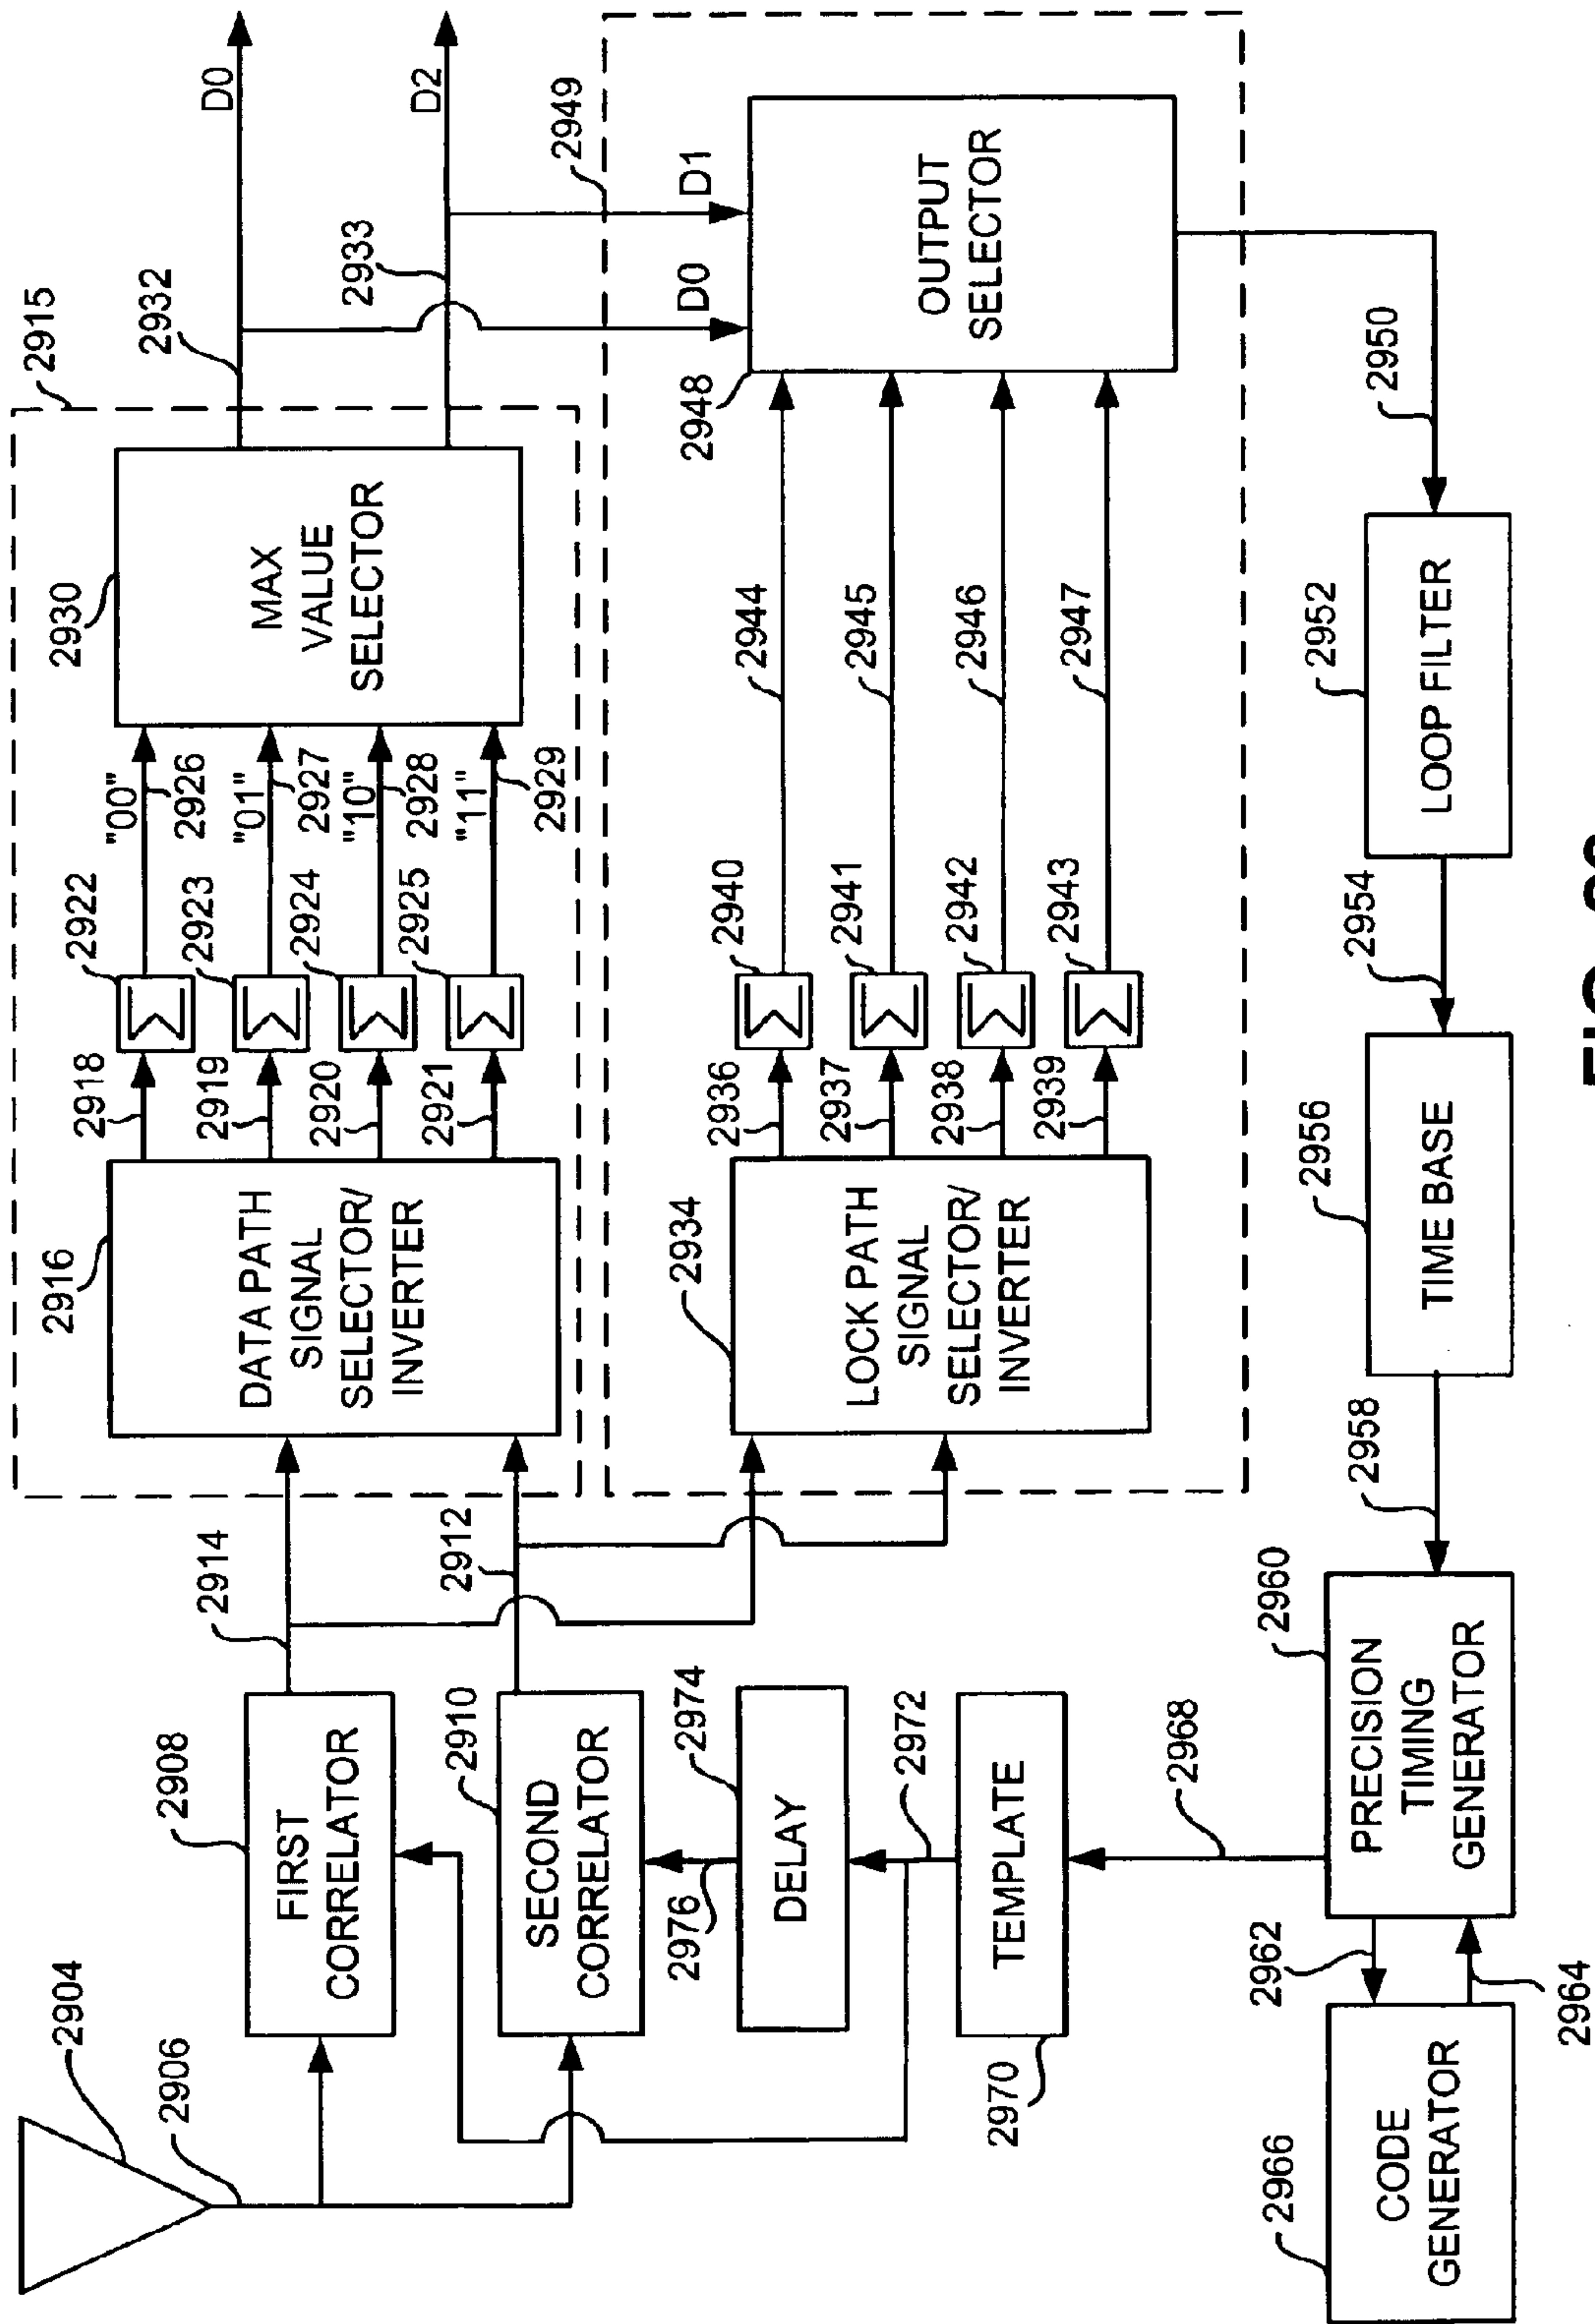 2904
2906
2908
FIRST
CORRELATOR
2914
2910
SECOND
CORRELATOR
2912
2974
DELAY
2976
2972
TEMPLATE
2970
2968
2915
2916
DATA PATH
SIGNAL
SELECTOR/
INVERTER
2918
2919
2920
2921
2922
2923
2924
2925
"00"
2926
"01"
2927
"10"
2928
"11"
2929
2930
MAX
VALUE
SELECTOR
2932
2933
D0
D2
2949
D0
D1
2934
LOCK PATH
SIGNAL
SELECTOR/
INVERTER
2936
2937
2938
2939
2940
2941
2942
2943
2944
2945
2946
2947
2948
OUTPUT
SELECTOR
2950
2952
LOOP FILTER
2954
2956
TIME BASE
2958
2960
PRECISION
TIMING
GENERATOR
2962
2964
2966
CODE
GENERATOR